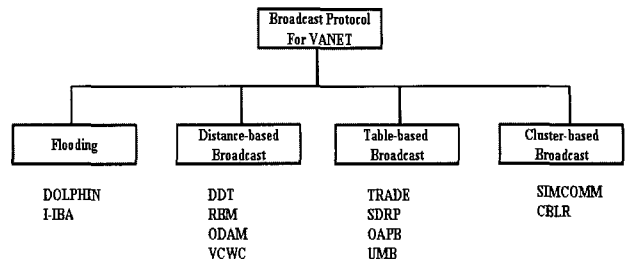 Broadcast Protocol
For VANET
Flooding
Distance-based
Broadcast
Table-based
Broadcast
Cluster-based
Broadcast
DOLPHIN
I-IBA
DDT
RBM
ODAM
VCWC
TRADE
SDRP
OAPB
UMB
SIMCOMM
CBLR